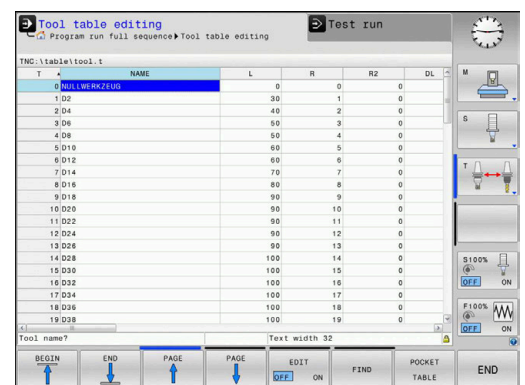 Tool table editing
Test run
Program run full sequence Tool table editing
TNC:\table\tool.t
T NAME L R R2 DL
0 NULLWERKZEUG 0 0 0
1 D2 30 1 0
2 D4 40 2 0
3 D6 50 3 0
4 D8 50 4 0
5 D10 60 5 0
6 D12 60 6 0
7 D14 70 7 0
8 D16 80 8 0
9 D18 90 9 0
10 D20 90 10 0
11 D22 90 11 0
12 D24 90 12 0
13 D26 90 13 0
14 D28 100 14 0
15 D30 100 15 0
16 D32 100 16 0
17 D34 100 17 0
18 D36 100 18 0
19 D38 100 19 0
Tool name? Text width 32
M
S
T
S100%
OFF ON
F100%
OFF ON
BEGIN
END
PAGE
PAGE
EDIT
OFF ON
FIND
POCKET
TABLE
END